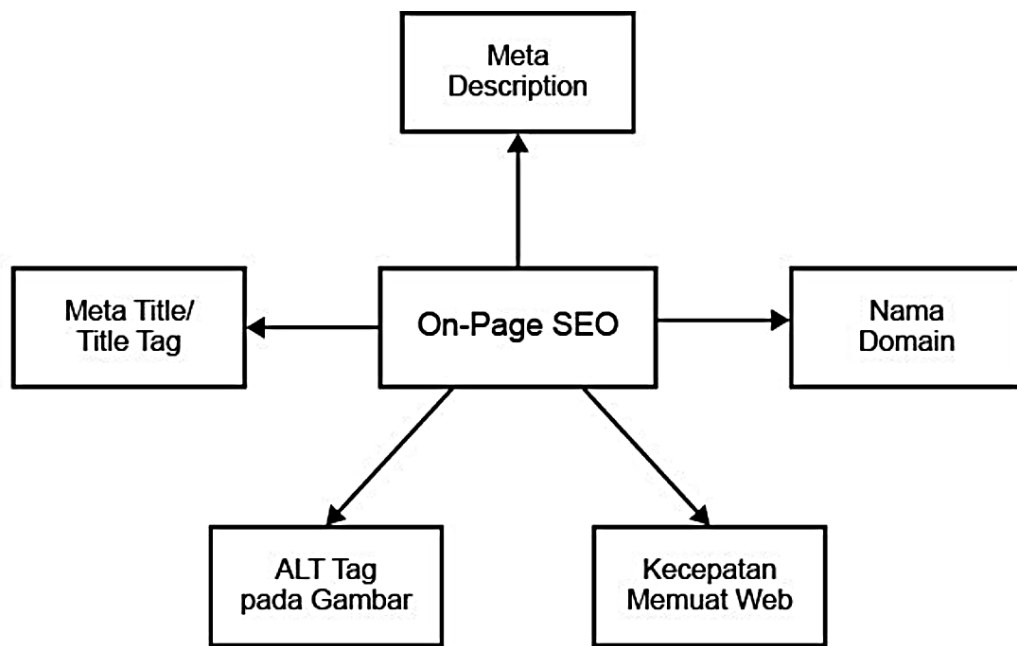 Meta
Description
Meta Title/
Title Tag
On-Page SEO
Nama
Domain
ALT Tag
pada Gambar
Kecepatan
Memuat Web